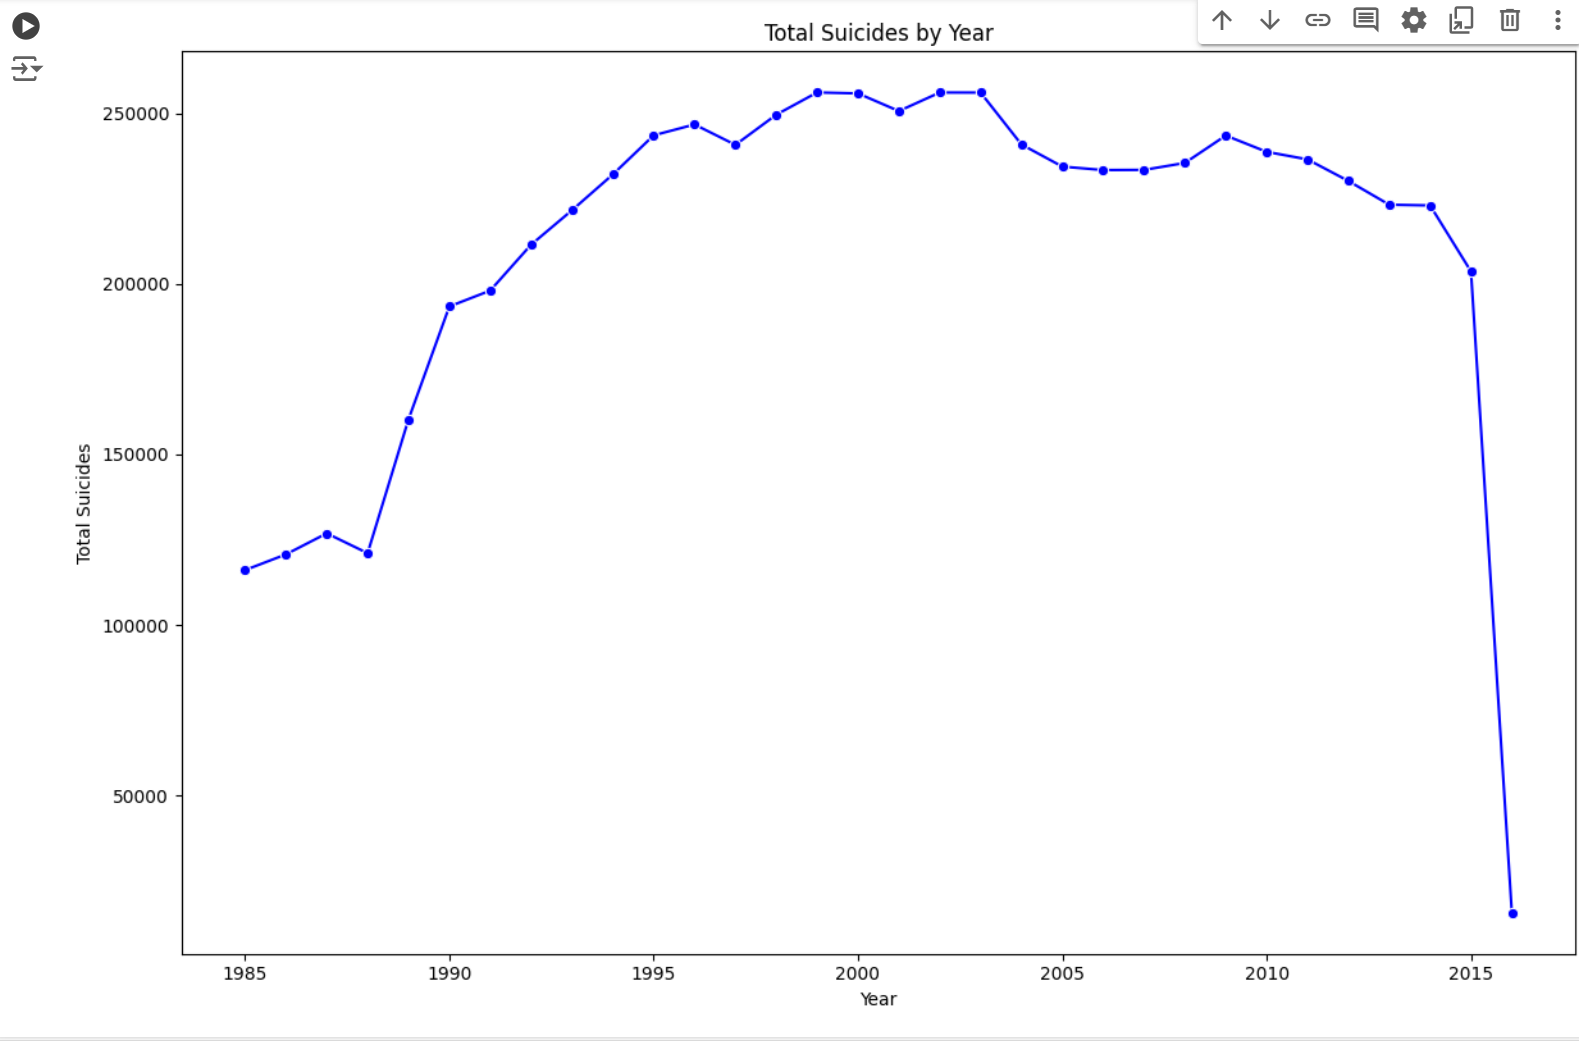 Total Suicides by Year
250000
200000
150000
100000
50000
Total Suicides
1985 1990 1995 2000 2005 2010 2015
Year